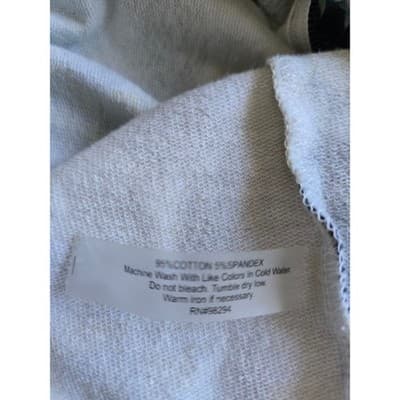 95%COTTON 5%SPANDEX
Machine Wash With Like Colors in Cold Water
Do not bleach. Tumble dry low.
Warm iron if necessary.
RN#98294